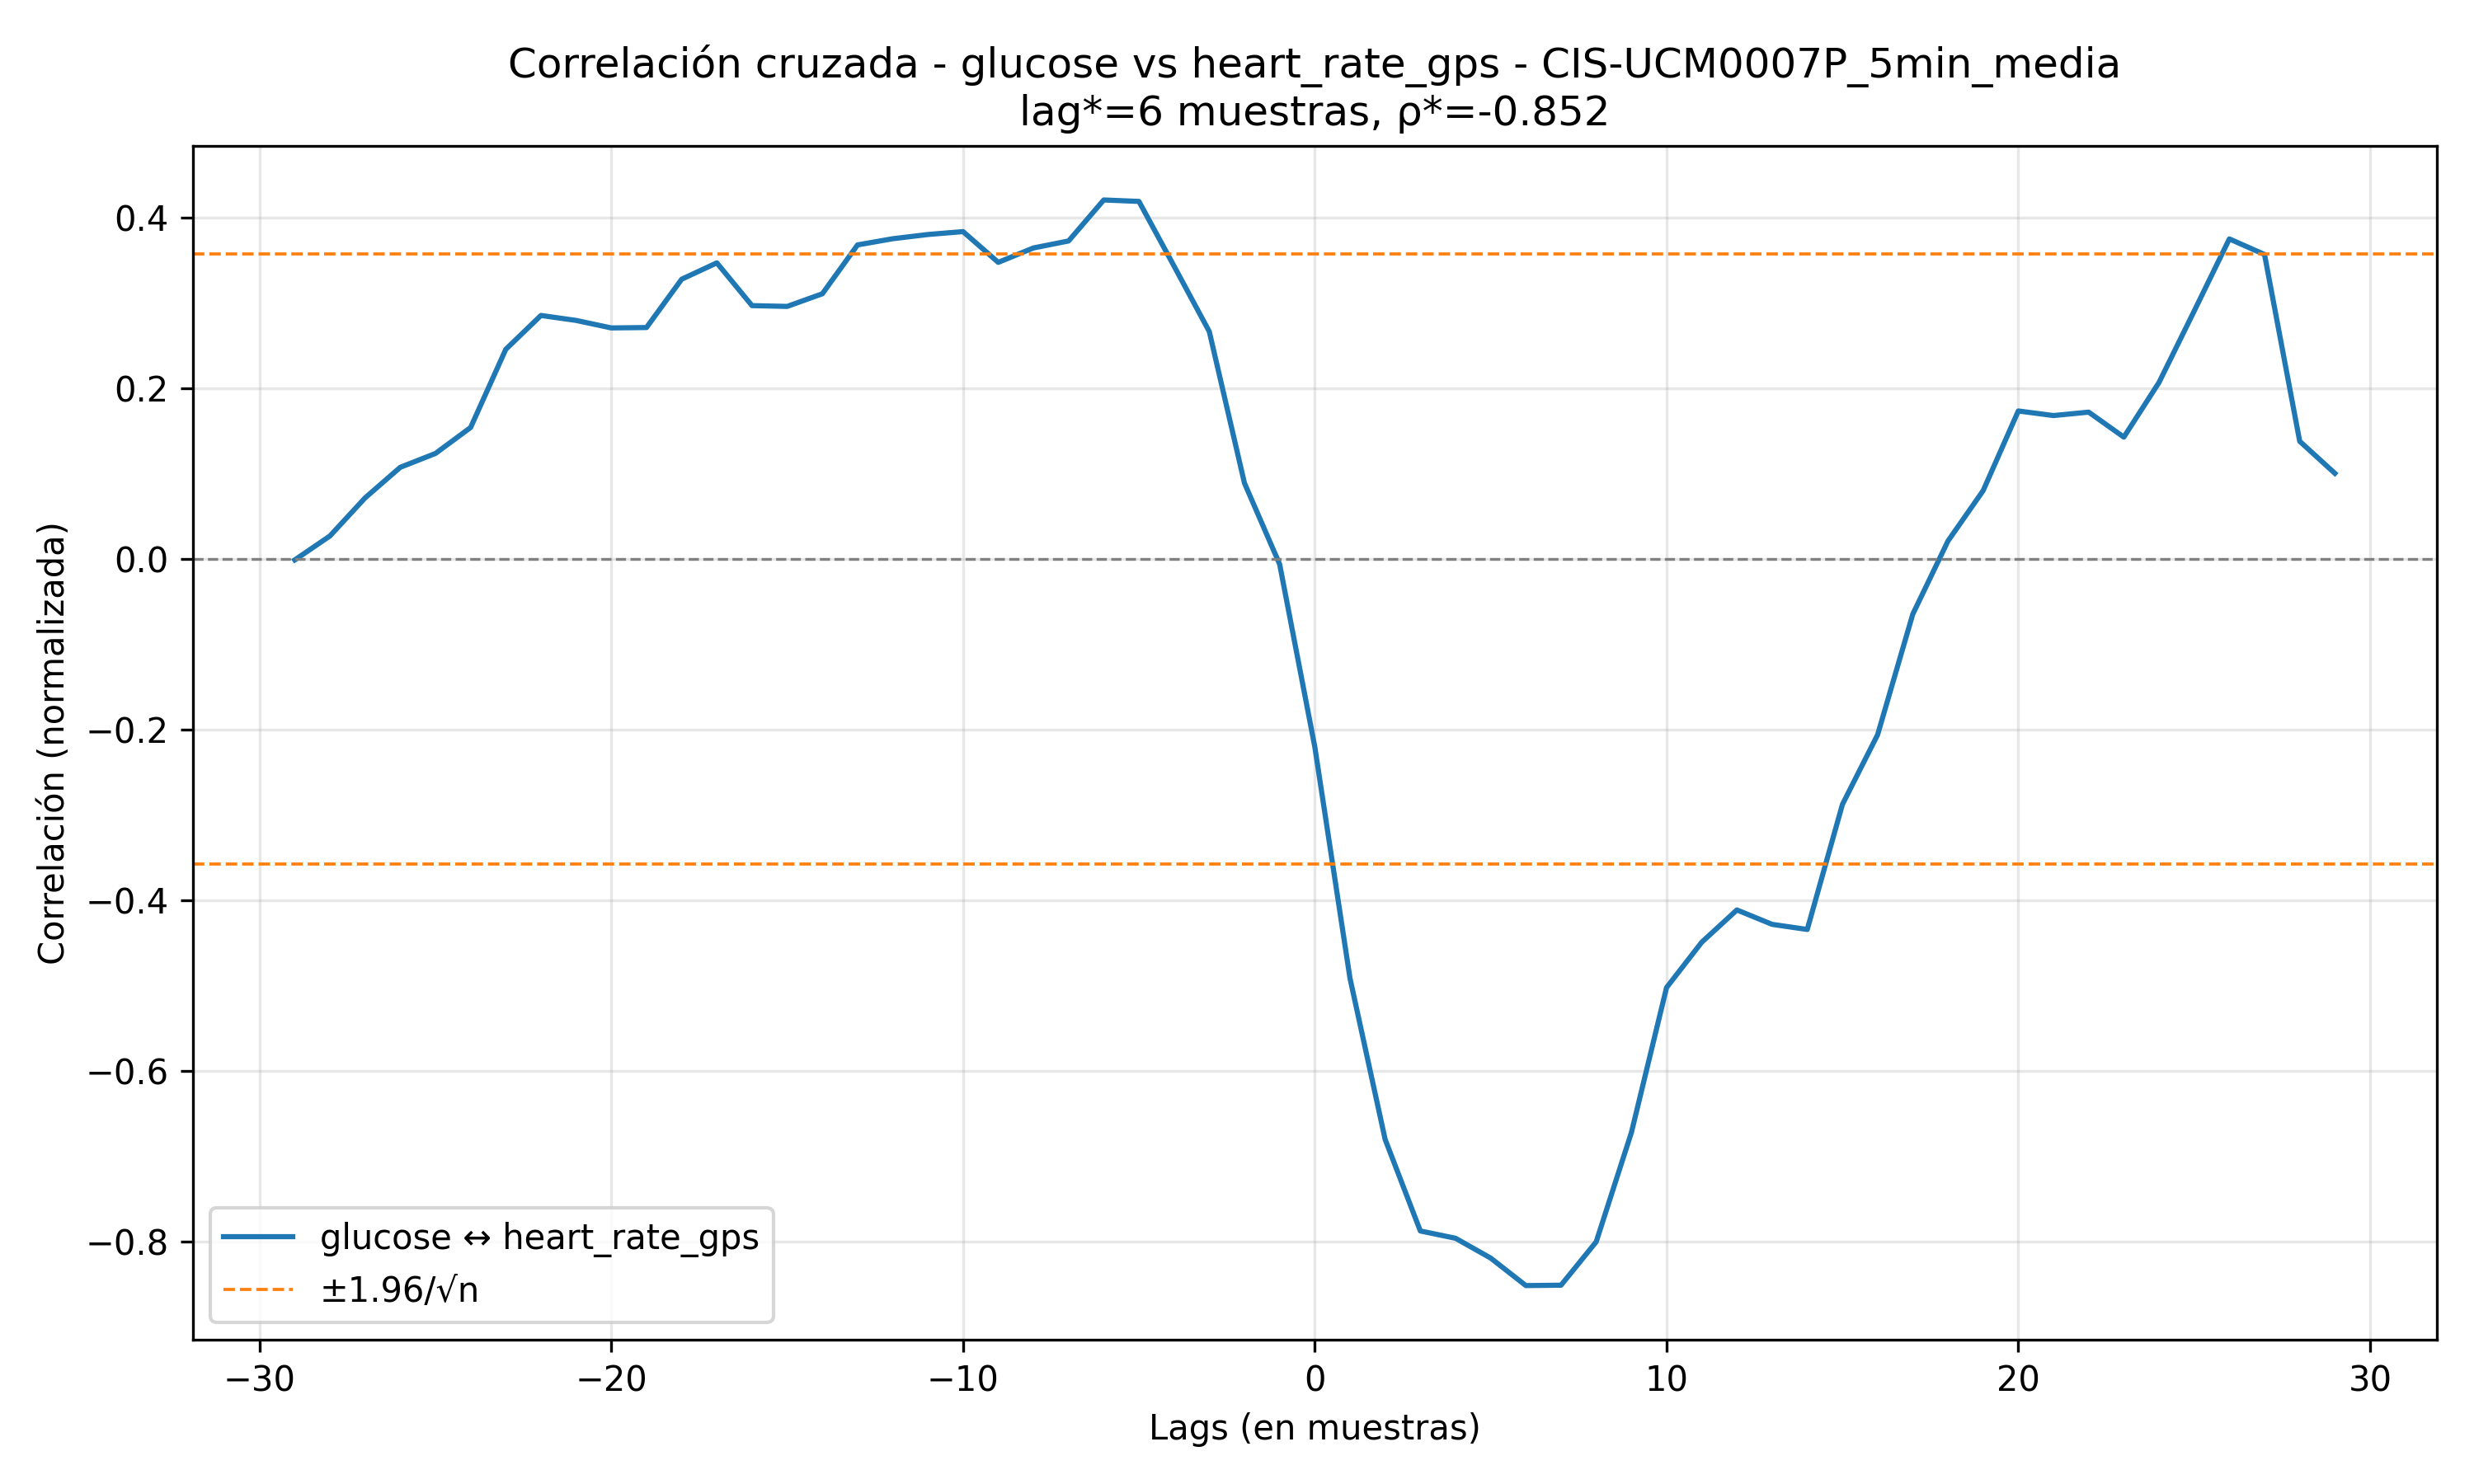 Correlación cruzada - glucose vs heart_rate_gps - CIS-UCM0007P_5min_media
lag*=6 muestras, ρ*=-0.852
Correlación (normalizada)
0.4
0.2
0.0
−0.2
−0.4
−0.6
−0.8
glucose ↔ heart_rate_gps
±1.96/√n
−30
−20
−10
0
10
20
30
Lags (en muestras)